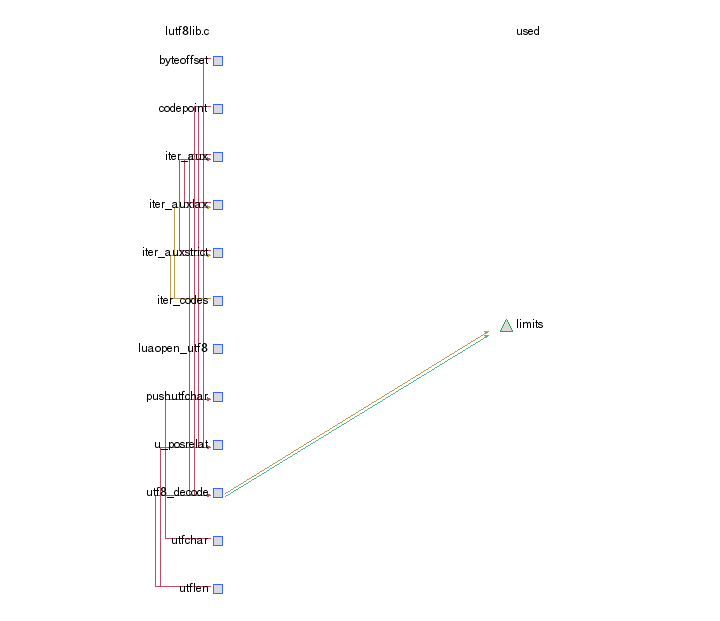 lutf8lib.c
used
byteoffset
codepoint
iter_aux
iter_auxlax
iter_auxstrict
iter_codes
limits
luaopen_utf8
pushutfchar
u_posrelat
utf8_decode
utfchar
utflen